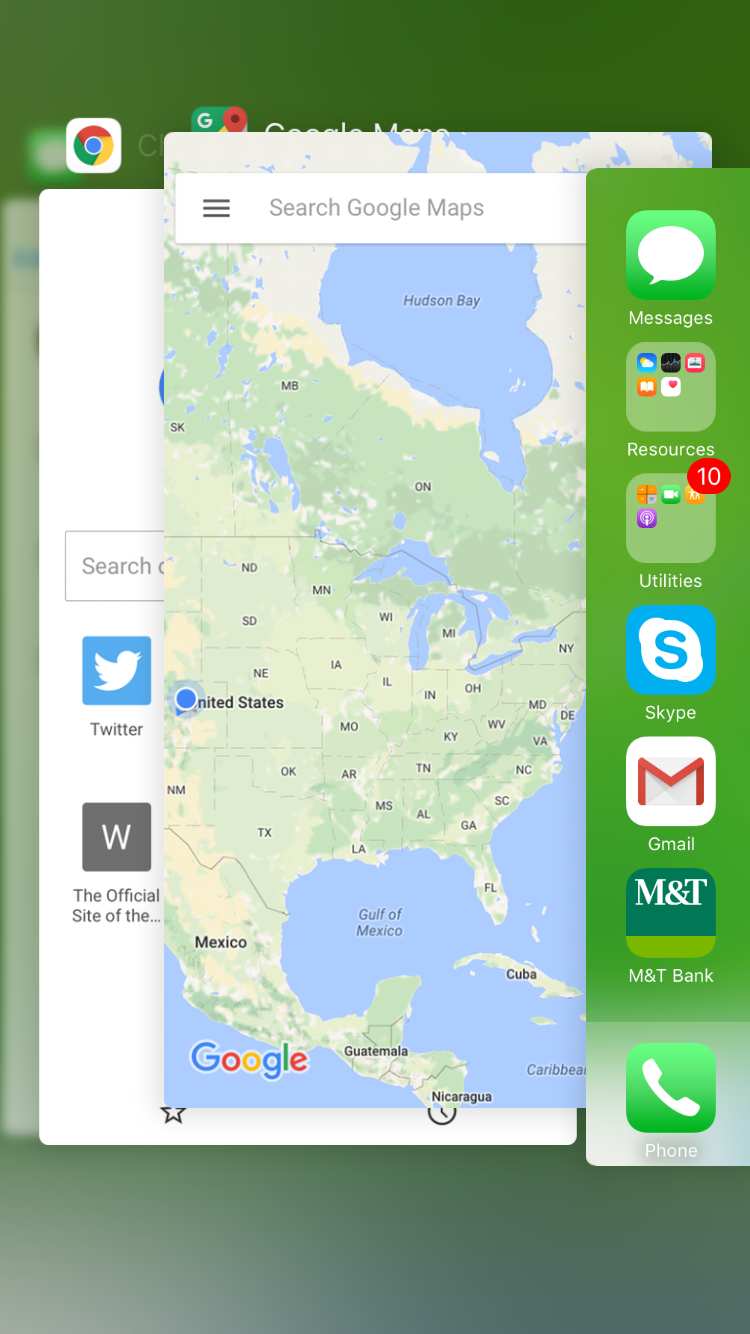 G
Google Maps
Search Google Maps
Hudson Bay
MB
SK
ON
ND
MN
SD
WI
MI
NY
IA
NE
IL
IN
OH
nited States
MD
DE
MO
KY
WV
VA
OK
AR
TN
NC
NM
MS
AL
SC
GA
TX
LA
FL
Gulf of
Mexico
Mexico
Cuba
Guatemala
Caribbea
Nicaragua
Google
Search
Twitter
W
The Official
Site of the...
Messages
Resources
10
Utilities
S
Skype
Gmail
M&T
M&T Bank
Phone